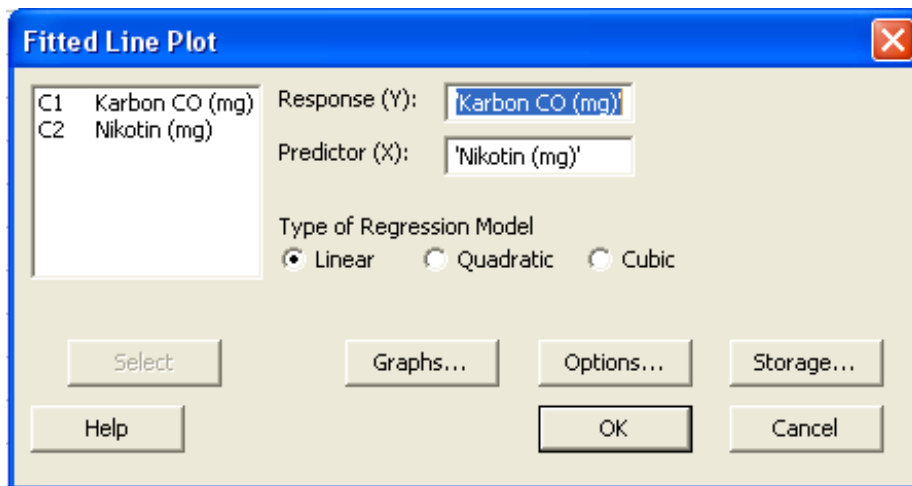 Fitted Line Plot
C1 Karbon CO (mg)
C2 Nikotin (mg)
Response (Y): 'Karbon CO (mg)'
Predictor (X): 'Nikotin (mg)'
Type of Regression Model
Linear Quadratic Cubic
Select Graphs... Options... Storage...
Help OK Cancel